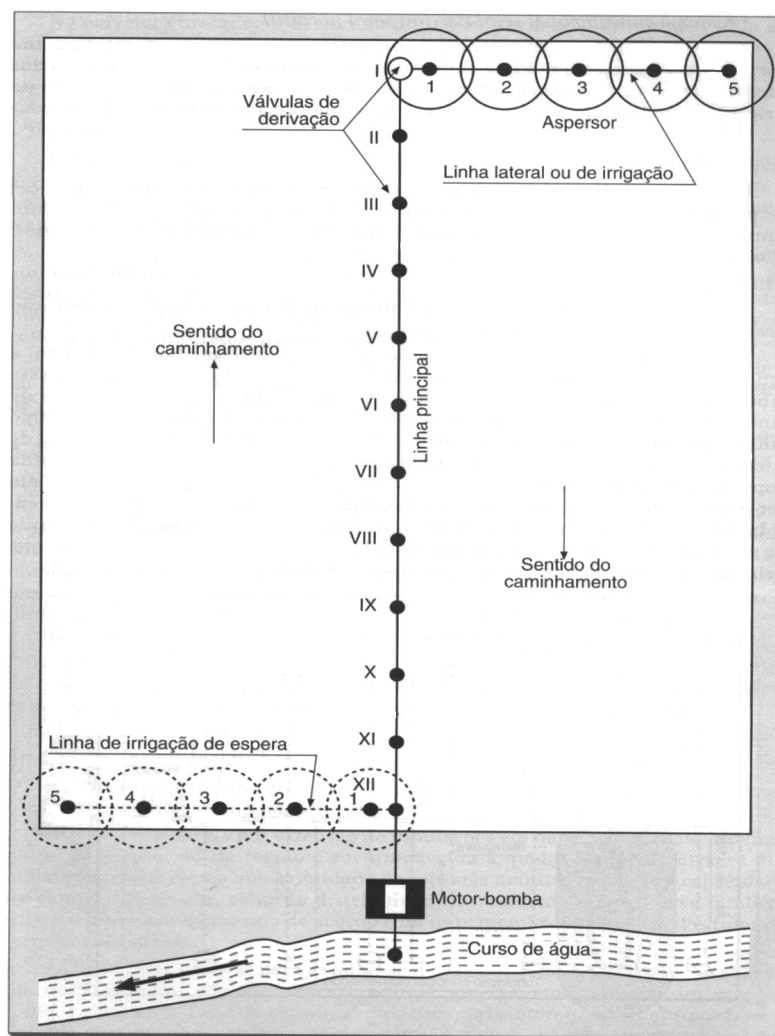 I
1
2
3
4
5
Válvulas de
derivação
Aspersor
II
Linha lateral ou de irrigação
III
IV
Sentido do
caminhamento
V
Linha principal
VI
VII
VIII
Sentido do
caminhamento
IX
X
XI
Linha de irrigação de espera
XII
5
4
3
2
1
Motor-bomba
Curso de água